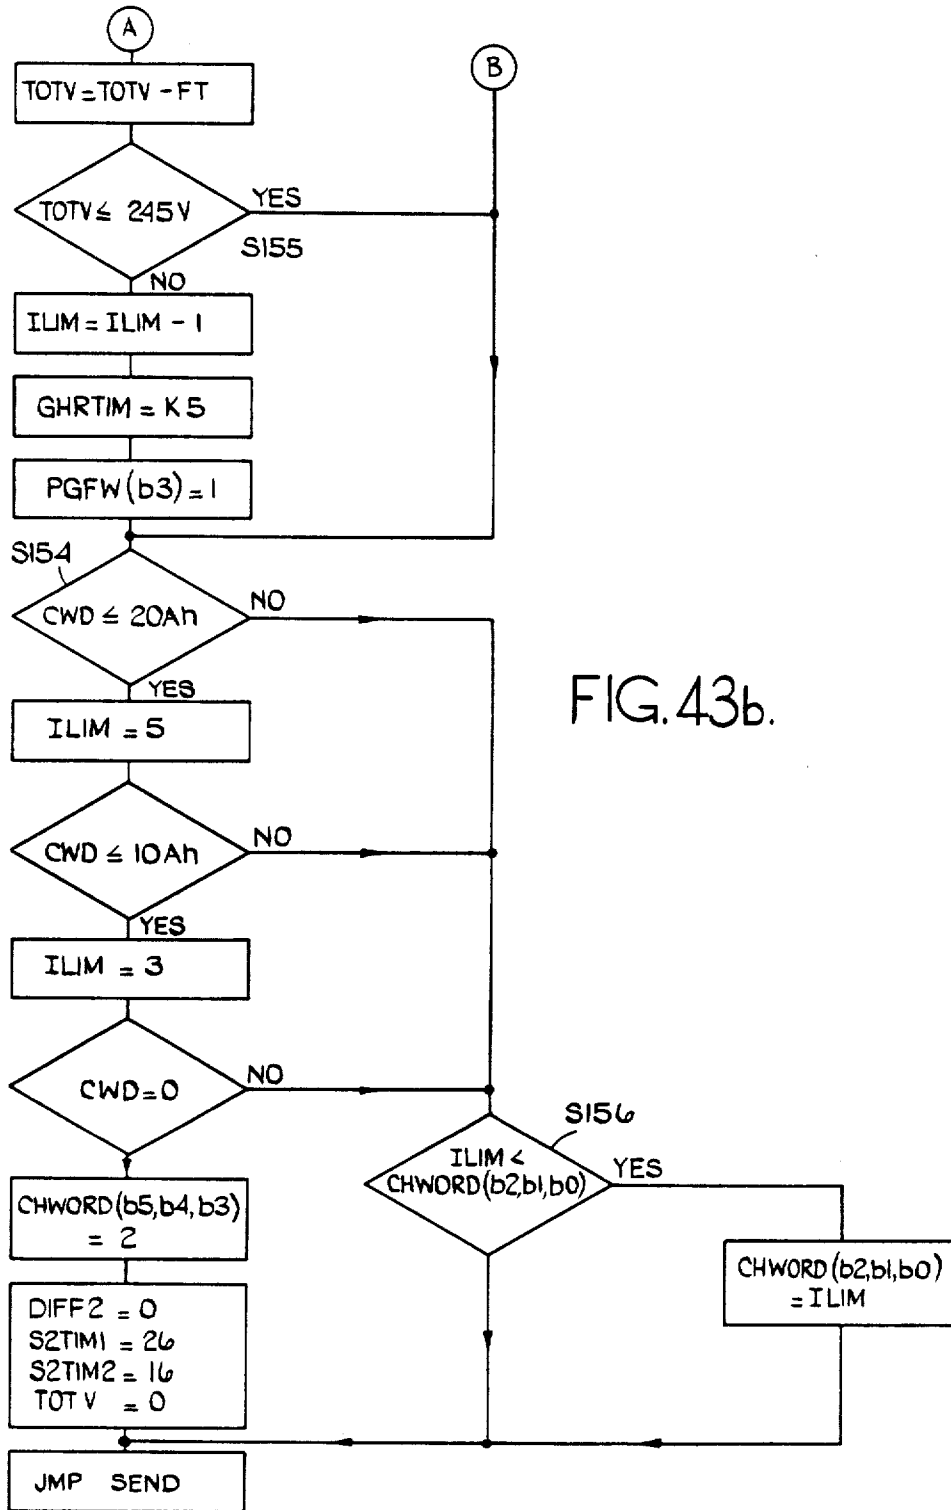 A
B
TOTV = TOTV - FT
TOTV ≤ 245V
YES
S155
NO
ILIM = ILIM - 1
GHRTIM = K5
PGFW(b3) = 1
S154
CWD ≤ 20Ah
NO
YES
ILIM = 5
FIG. 43b.
CWD ≤ 10Ah
NO
YES
ILIM = 3
CWD = 0
NO
S156
ILIM <
CHWORD(b2,b1,b0)
YES
CHWORD(b5,b4,b3)
= 2
CHWORD(b2,b1,b0)
= ILIM
DIFF2 = 0
S2TIM1 = 26
S2TIM2 = 16
TOTV = 0
JMP SEND